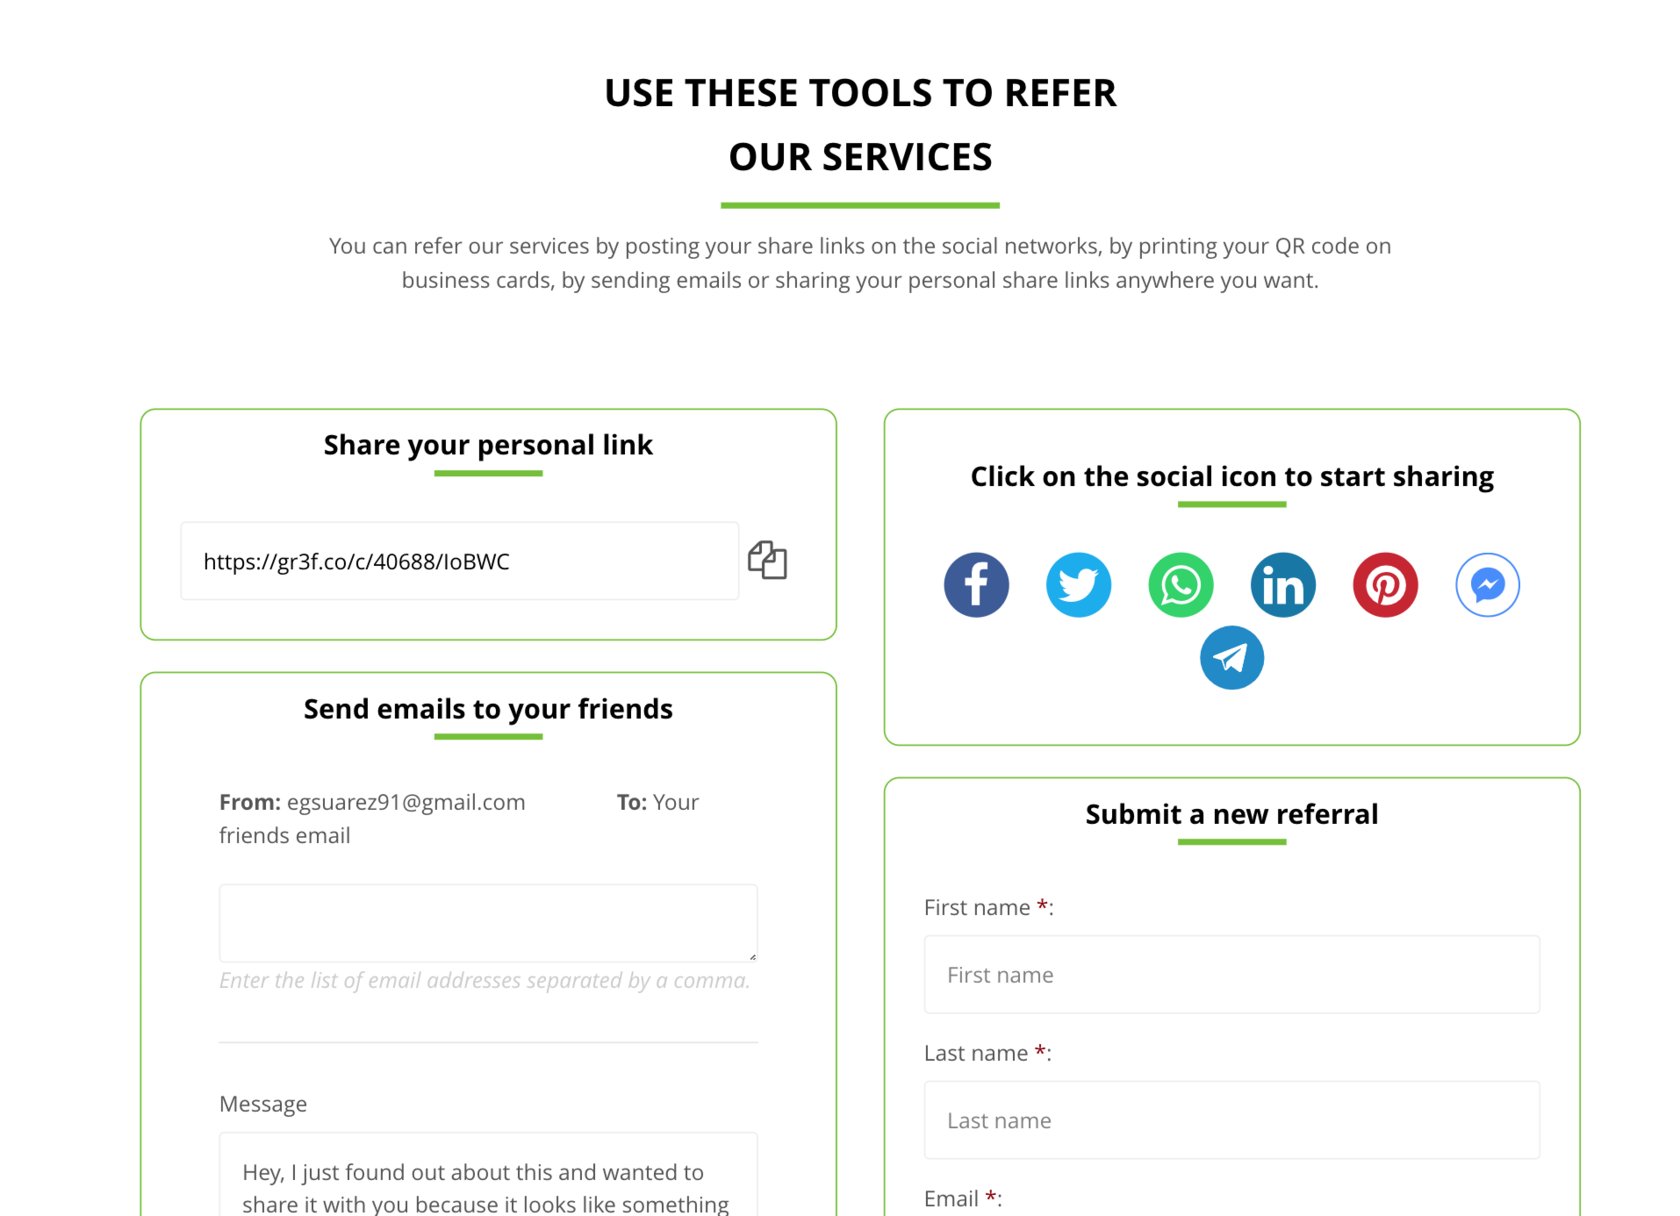 USE THESE TOOLS TO REFER
OUR SERVICES
You can refer our services by posting your share links on the social networks, by printing your QR code on
business cards, by sending emails or sharing your personal share links anywhere you want.
Share your personal link
https://gr3f.co/c/40688/IoBWC
Send emails to your friends
From: egsuarez91@gmail.com To: Your
friends email
Enter the list of email addresses separated by a comma.
Message
Hey, I just found out about this and wanted to
share it with you because it looks like something
Click on the social icon to start sharing
Submit a new referral
First name *:
First name
Last name *:
Last name
Email *: